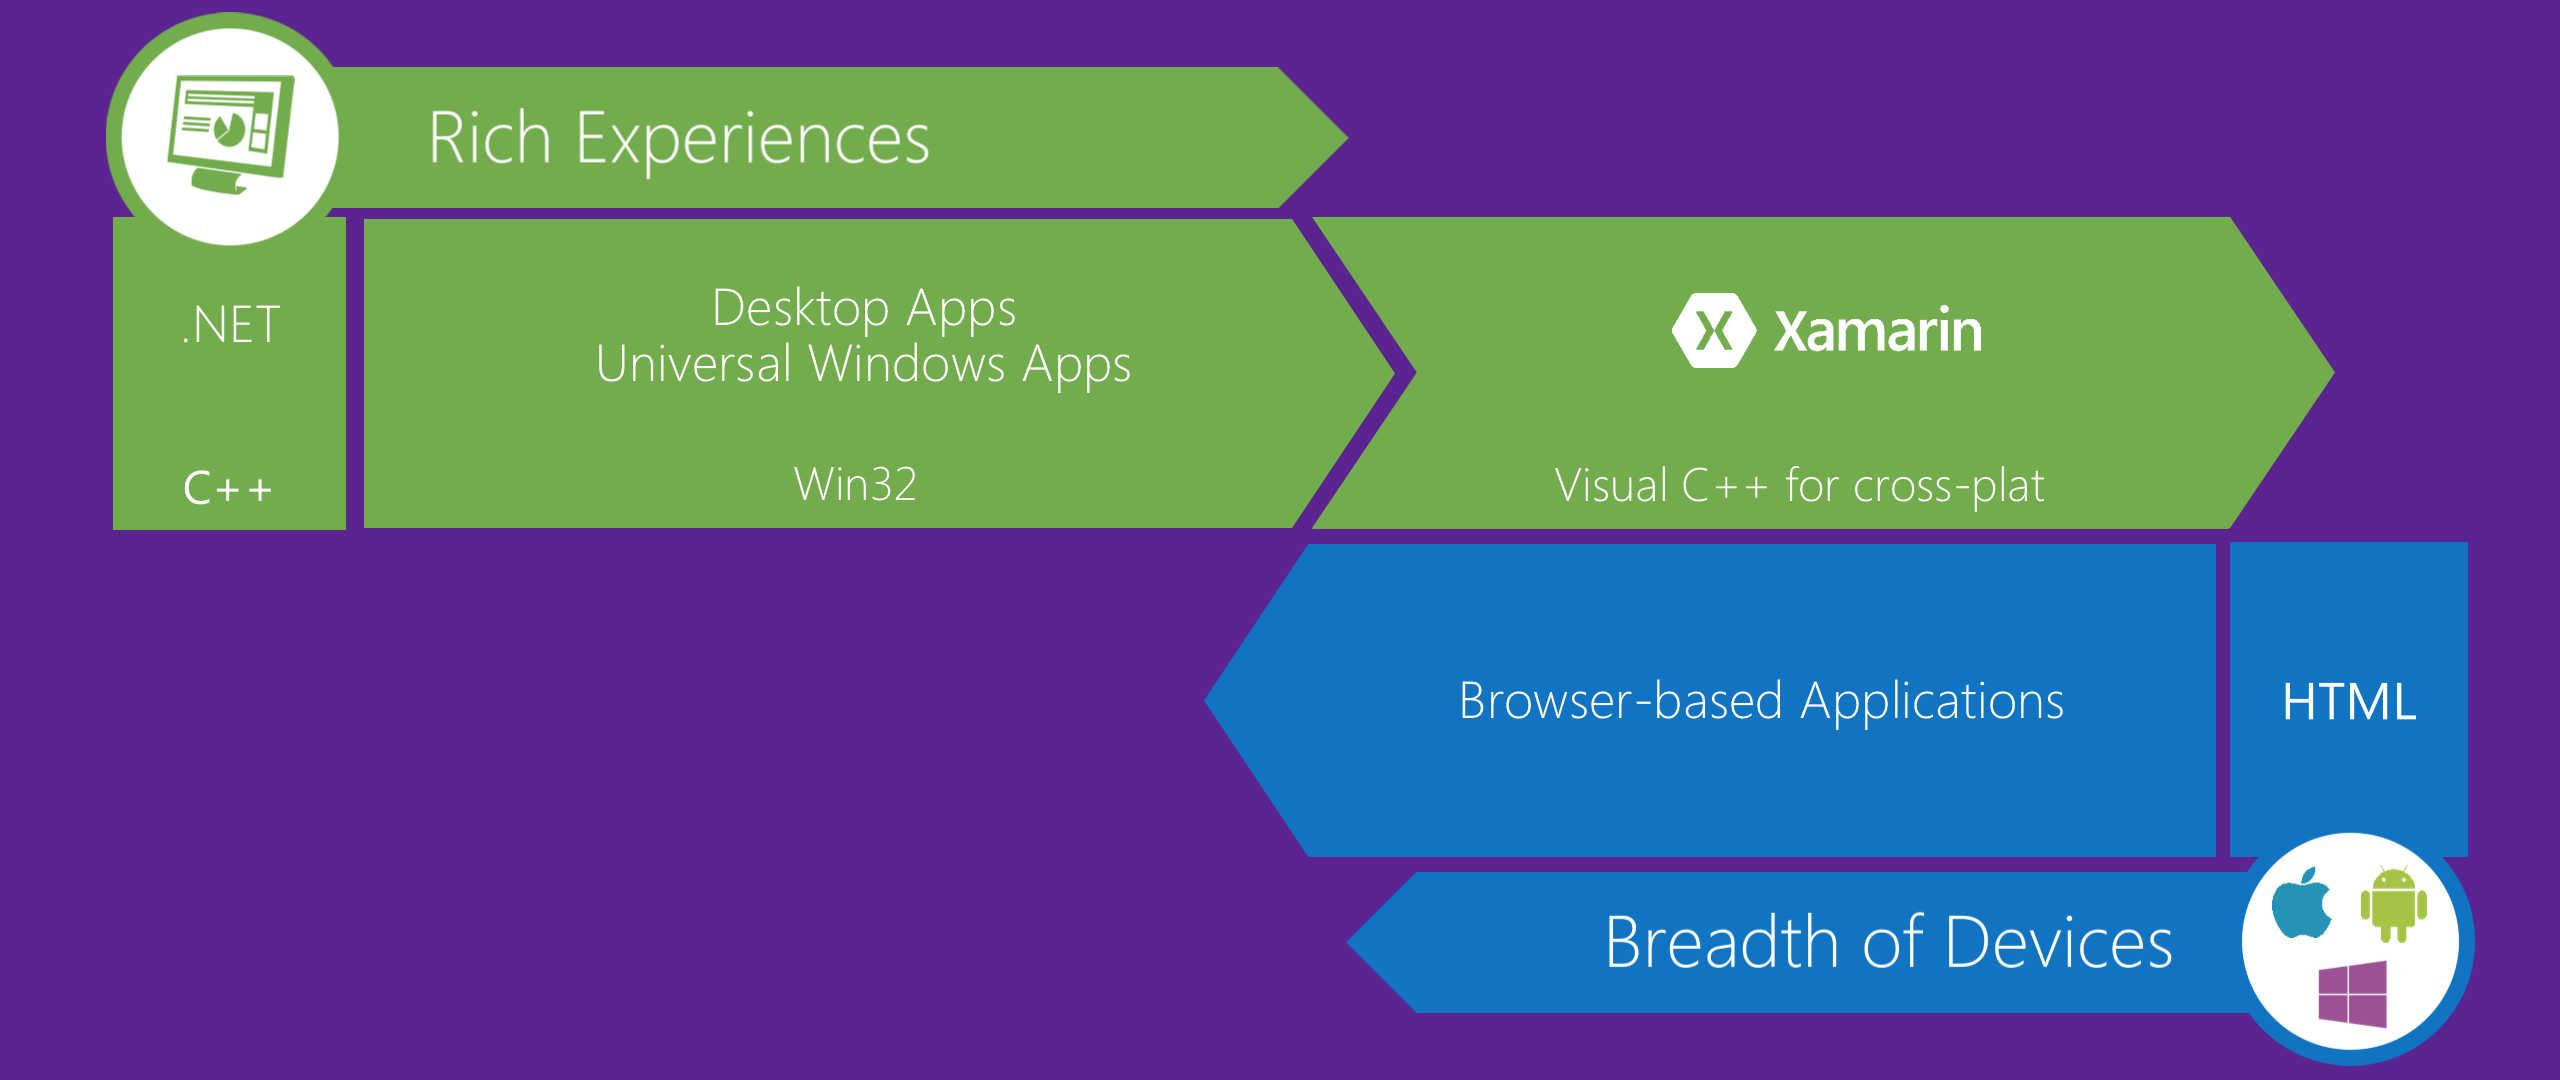 Rich Experiences
.NET
Desktop Apps
Universal Windows Apps
X Xamarin
C++
Win32
Visual C++ for cross-plat
Browser-based Applications
HTML
Breadth of Devices